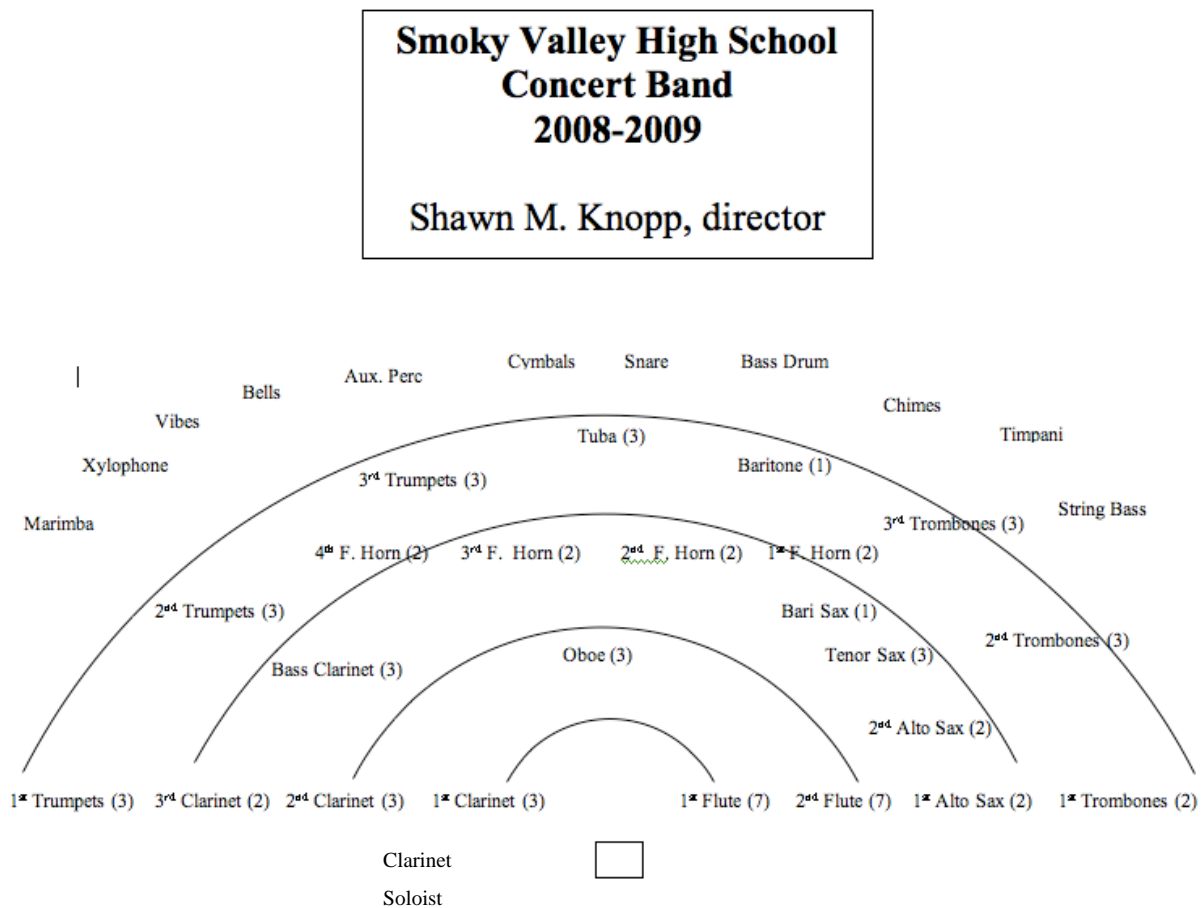 Smoky Valley High School
Concert Band
2008-2009
Shawn M. Knopp, director
Cymbals Snare Bass Drum
Aux. Perc
Bells
Chimes
Vibes
Timpani
Tuba (3)
Xylophone
Baritone (1)
3rd Trumpets (3)
String Bass
Marimba
3rd Trombones (3)
4th F. Horn (2) 3rd F. Horn (2) 2nd F. Horn (2) 1st F. Horn (2)
2nd Trumpets (3)
Bari Sax (1)
2nd Trombones (3)
Oboe (3)
Tenor Sax (3)
Bass Clarinet (3)
2nd Alto Sax (2)
1st Trumpets (3) 3rd Clarinet (2) 2nd Clarinet (3) 1st Clarinet (3) 1st Flute (7) 2nd Flute (7) 1st Alto Sax (2) 1st Trombones (2)
Clarinet
Soloist